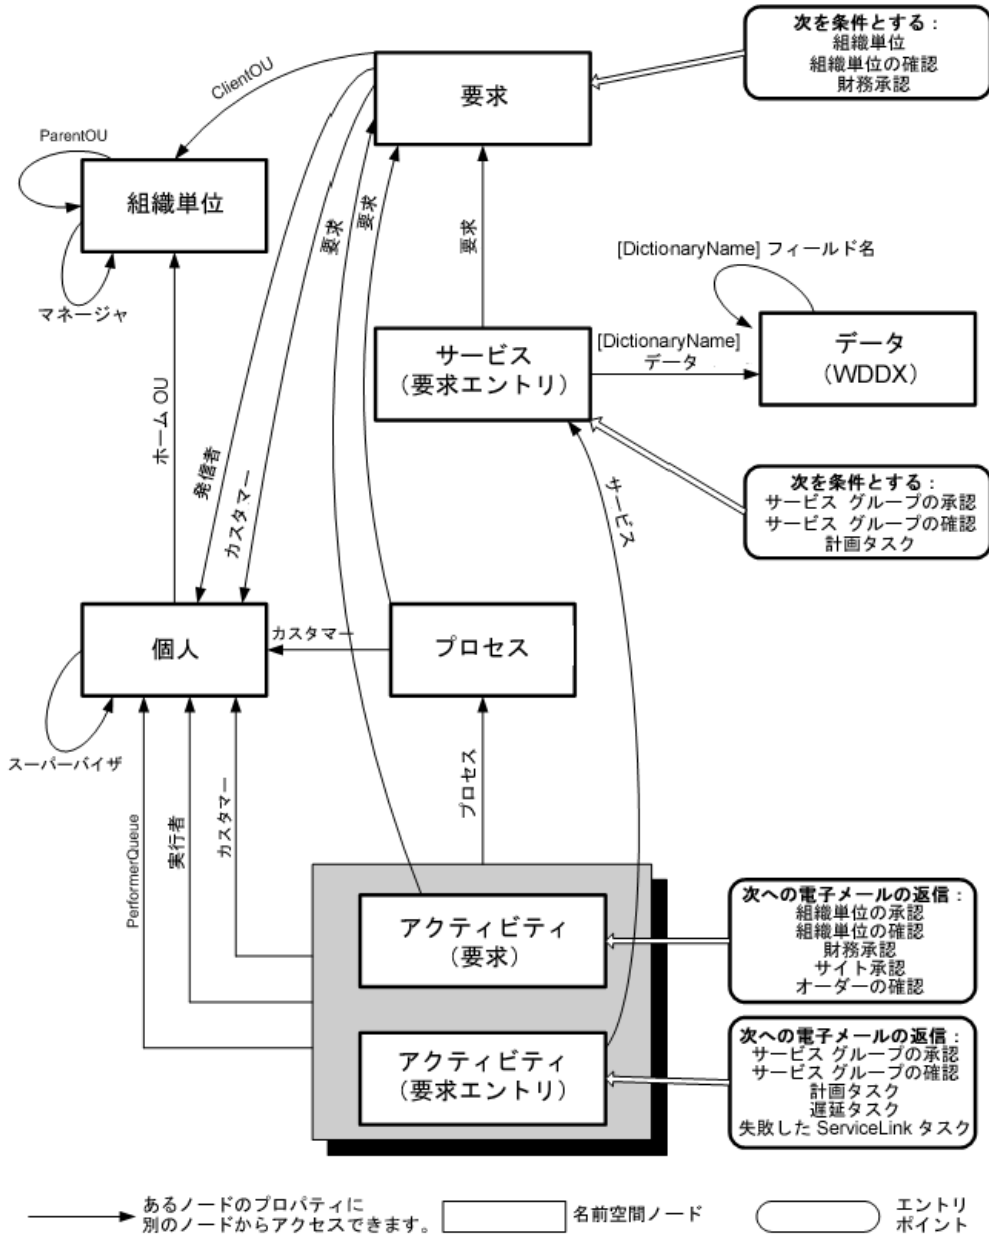 次を条件とする：
組織単位
組織単位の確認
財務承認
ClientOU
要求
ParentOU
組織単位
マネージャ
要求
要求
要求
[DictionaryName] フィールド名
サービス
（要求エントリ）
[DictionaryName]
データ
データ
（WDDX）
ホーム OU
発信者
カスタマー
次を条件とする：
サービス グループの承認
サービス グループの確認
計画タスク
サービス
個人
カスタマー
プロセス
スーパーバイザ
PerformerQueue
実行者
カスタマー
プロセス
アクティビティ
（要求）
次への電子メールの返信：
組織単位の承認
組織単位の確認
財務承認
サイト承認
オーダーの確認
アクティビティ
（要求エントリ）
次への電子メールの返信：
サービス グループの承認
サービス グループの確認
計画タスク
遅延タスク
失敗した ServiceLink タスク
あるノードのプロパティに
別のノードからアクセスできます。
名前空間ノード
エントリ
ポイント